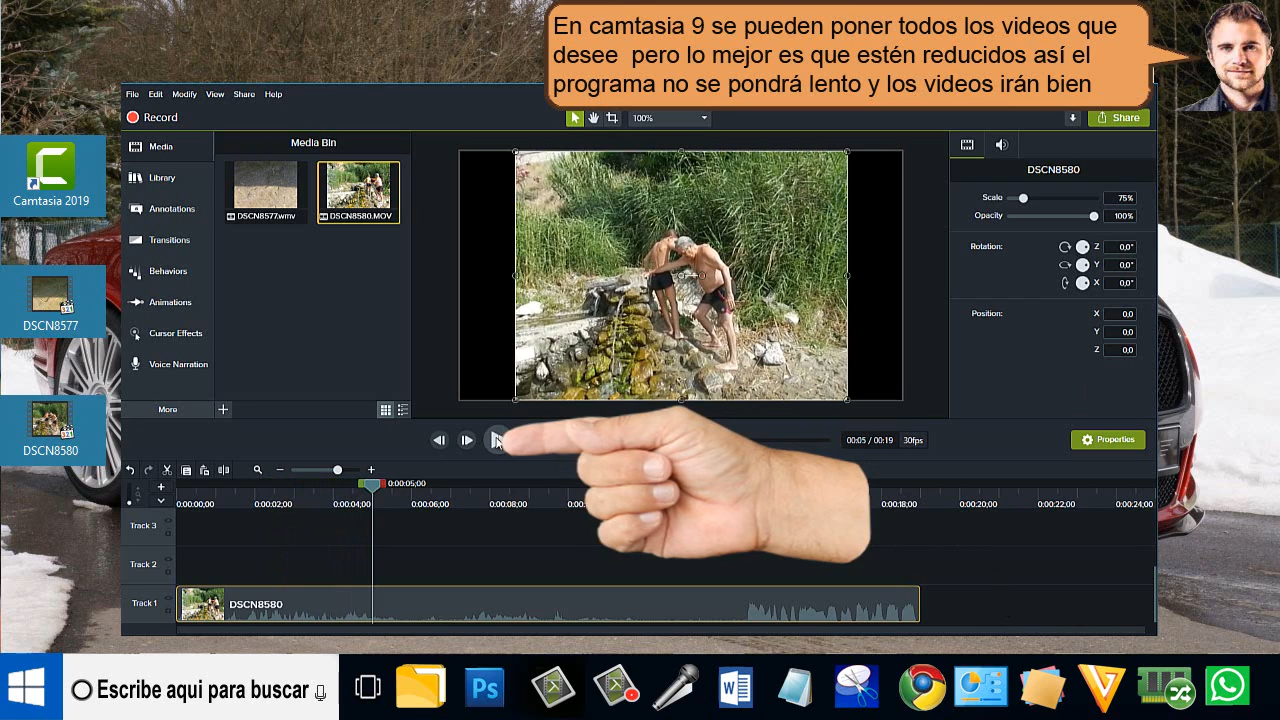 En camtasia 9 se pueden poner todos los videos que
desee  pero lo mejor es que estén reducidos así el
programa no se pondrá lento y los videos irán bien
File Edit Modify View Share Help
Record
100%
Share
Media
Media Bin
Library
Annotations
Transitions
Behaviors
Animations
Cursor Effects
Voice Narration
More
DSCN8577.wmv
DSCN8580.MOV
DSCN8580
Scale 75%
Opacity 100%
Rotation: Z 0,0°
Y 0,0°
X 0,0°
Position: X 0,0
Y 0,0
Z 0,0
Camtasia 2019
DSCN8577
DSCN8580
00:05 / 00:19 30fps
Properties
0:00:05;00
0:00:00;00 0:00:02;00 0:00:04;00 0:00:06;00 0:00:08;00 0:00:18;00 0:00:20;00 0:00:22;00 0:00:24;00
Track 3
Track 2
Track 1
DSCN8580
Escribe aqui para buscar
Ps
W